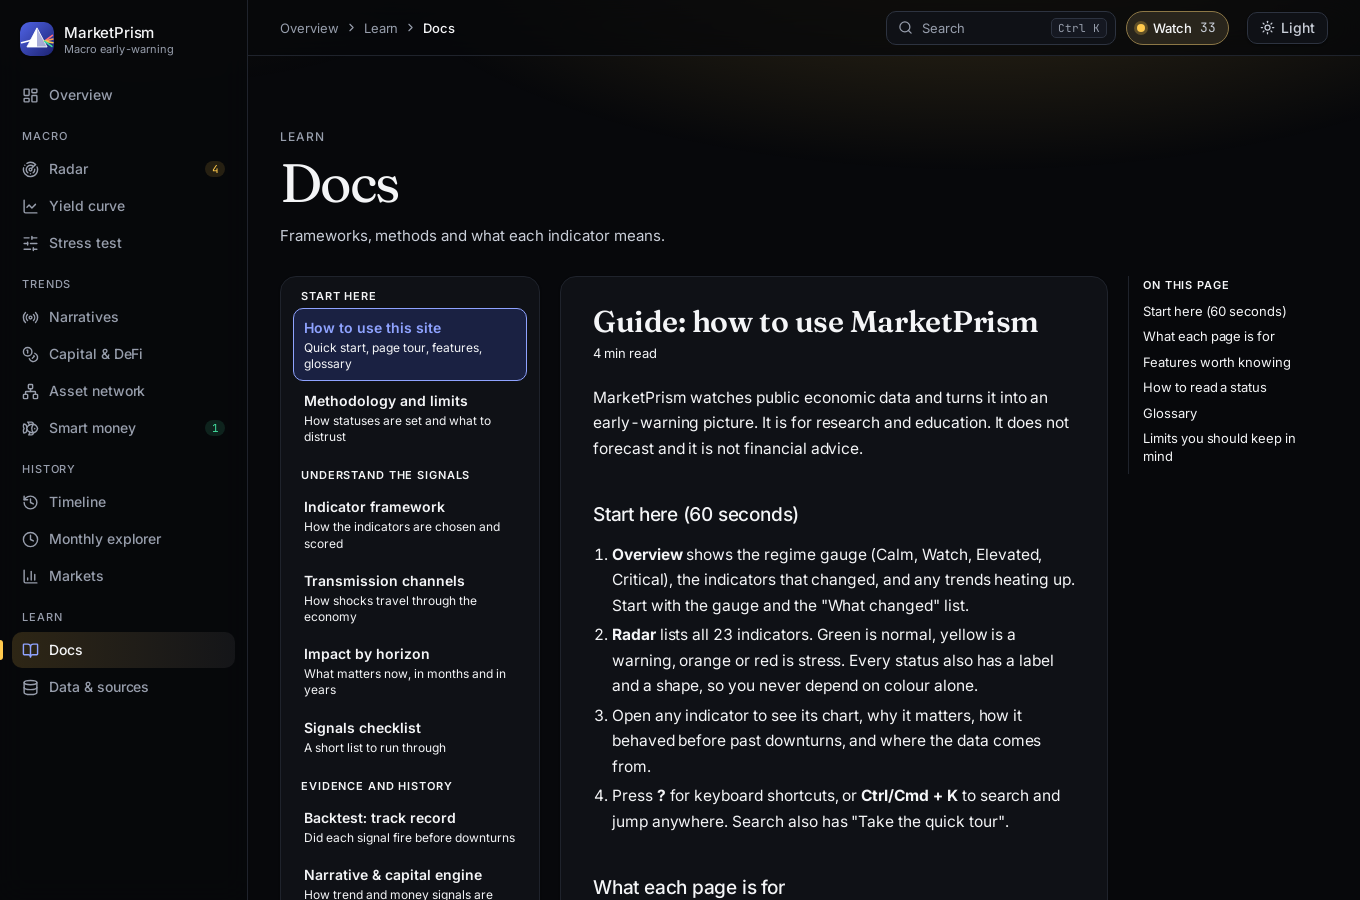 MarketPrism
Macro early-warning
Overview
MACRO
Radar 4
Yield curve
Stress test
TRENDS
Narratives
Capital & DeFi
Asset network
Smart money 1
HISTORY
Timeline
Monthly explorer
Markets
LEARN
Docs
Data & sources
Overview > Learn > Docs
Search Ctrl K
Watch 33
Light
LEARN
Docs
Frameworks, methods and what each indicator means.
START HERE
How to use this site
Quick start, page tour, features,
glossary
Methodology and limits
How statuses are set and what to
distrust
UNDERSTAND THE SIGNALS
Indicator framework
How the indicators are chosen and
scored
Transmission channels
How shocks travel through the
economy
Impact by horizon
What matters now, in months and in
years
Signals checklist
A short list to run through
EVIDENCE AND HISTORY
Backtest: track record
Did each signal fire before downturns
Narrative & capital engine
How trend and money signals are
Guide: how to use MarketPrism
4 min read
MarketPrism watches public economic data and turns it into an
early-warning picture. It is for research and education. It does not
forecast and it is not financial advice.
Start here (60 seconds)
1. Overview shows the regime gauge (Calm, Watch, Elevated,
Critical), the indicators that changed, and any trends heating up.
Start with the gauge and the "What changed" list.
2. Radar lists all 23 indicators. Green is normal, yellow is a
warning, orange or red is stress. Every status also has a label
and a shape, so you never depend on colour alone.
3. Open any indicator to see its chart, why it matters, how it
behaved before past downturns, and where the data comes
from.
4. Press ? for keyboard shortcuts, or Ctrl/Cmd + K to search and
jump anywhere. Search also has "Take the quick tour".
What each page is for
ON THIS PAGE
Start here (60 seconds)
What each page is for
Features worth knowing
How to read a status
Glossary
Limits you should keep in
mind